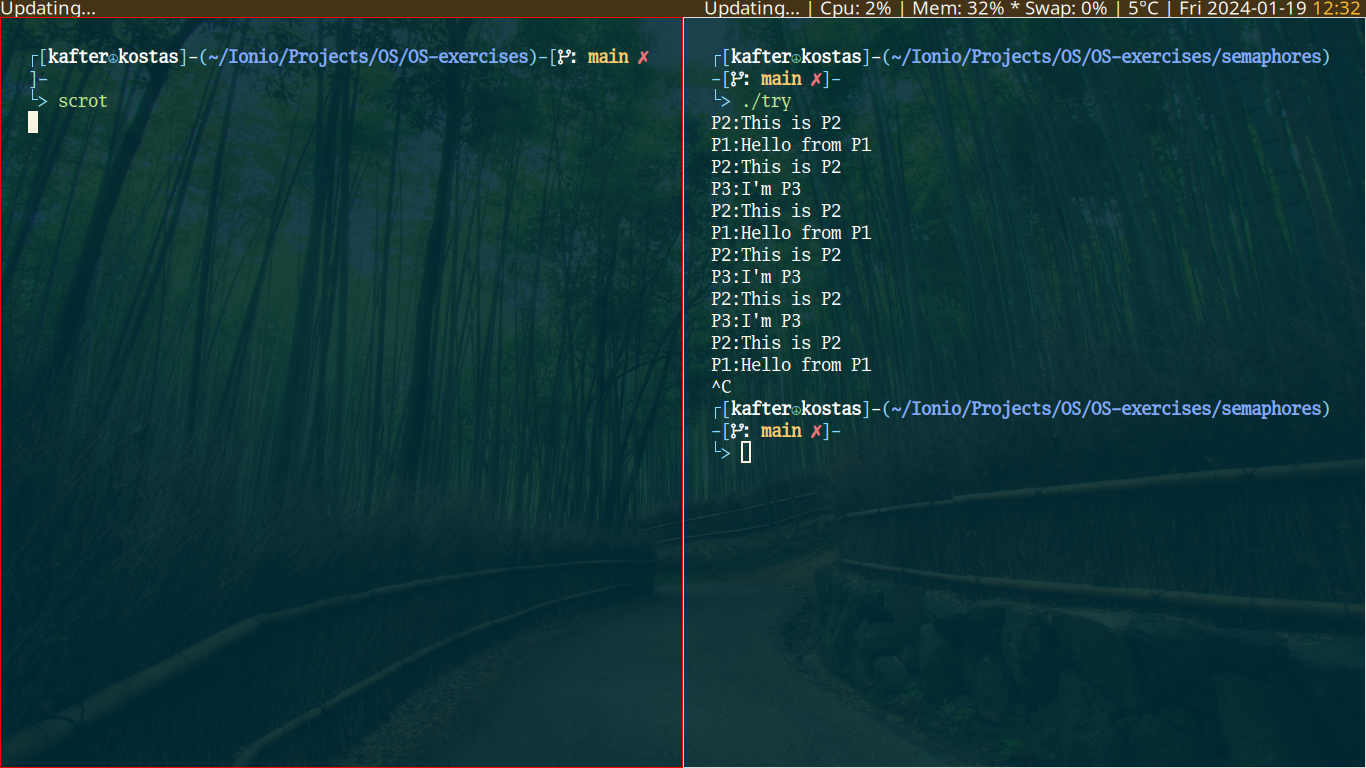 Updating...
Updating... | Cpu: 2% | Mem: 32% * Swap: 0% | 5°C | Fri 2024-01-19 12:32
┌[kafter☮kostas]-(~/Ionio/Projects/OS/OS-exercises)-[: main ✗
]-
└> scrot
┌[kafter☮kostas]-(~/Ionio/Projects/OS/OS-exercises/semaphores)
-[: main ✗]-
└> ./try
P2:This is P2
P1:Hello from P1
P2:This is P2
P3:I'm P3
P2:This is P2
P1:Hello from P1
P2:This is P2
P3:I'm P3
P2:This is P2
P3:I'm P3
P2:This is P2
P1:Hello from P1
^C
┌[kafter☮kostas]-(~/Ionio/Projects/OS/OS-exercises/semaphores)
-[: main ✗]-
└>